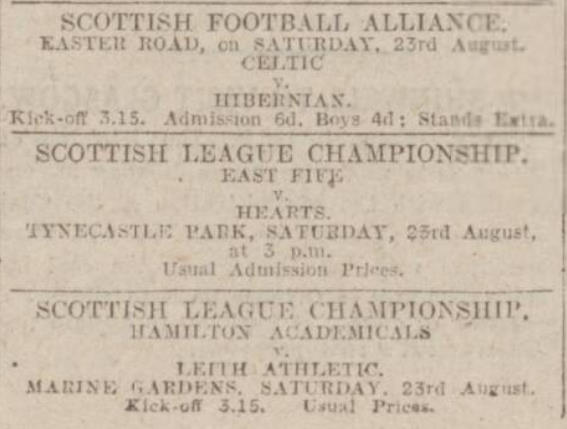 SCOTTISH FOOTBALL ALLIANCE.
EASTER ROAD, on SATURDAY, 23rd August.
CELTIC
v.
HIBERNIAN.
Kick-off 3.15. Admission 6d. Boys 4d; Stands Extra.
SCOTTISH LEAGUE CHAMPIONSHIP.
EAST FIFE
v.
HEARTS.
TYNECASTLE PARK, SATURDAY, 23rd August,
at 3 p.m.
Usual Admission Prices.
SCOTTISH LEAGUE CHAMPIONSHIP.
HAMILTON ACADEMICALS
v.
LEITH ATHLETIC.
MARINE GARDENS, SATURDAY, 23rd August.
Kick-off 3.15. Usual Prices.